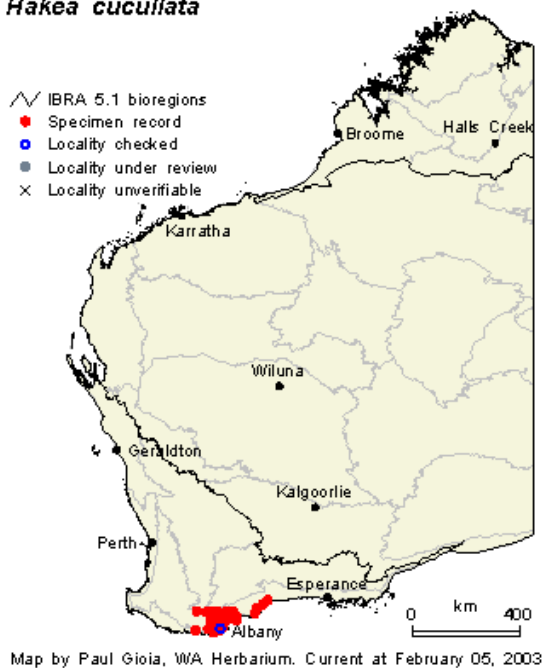 Hakea cucullata
IBRA 5.1 bioregions
Specimen record
Locality checked
Locality under review
Locality unverifiable
Broome
Halls Creek
Karratha
Wiluna
Geraldton
Kalgoorlie
Perth
Esperance
Albany
0 km 400
Map by Paul Gioia, WA Herbarium. Current at February 05, 2003